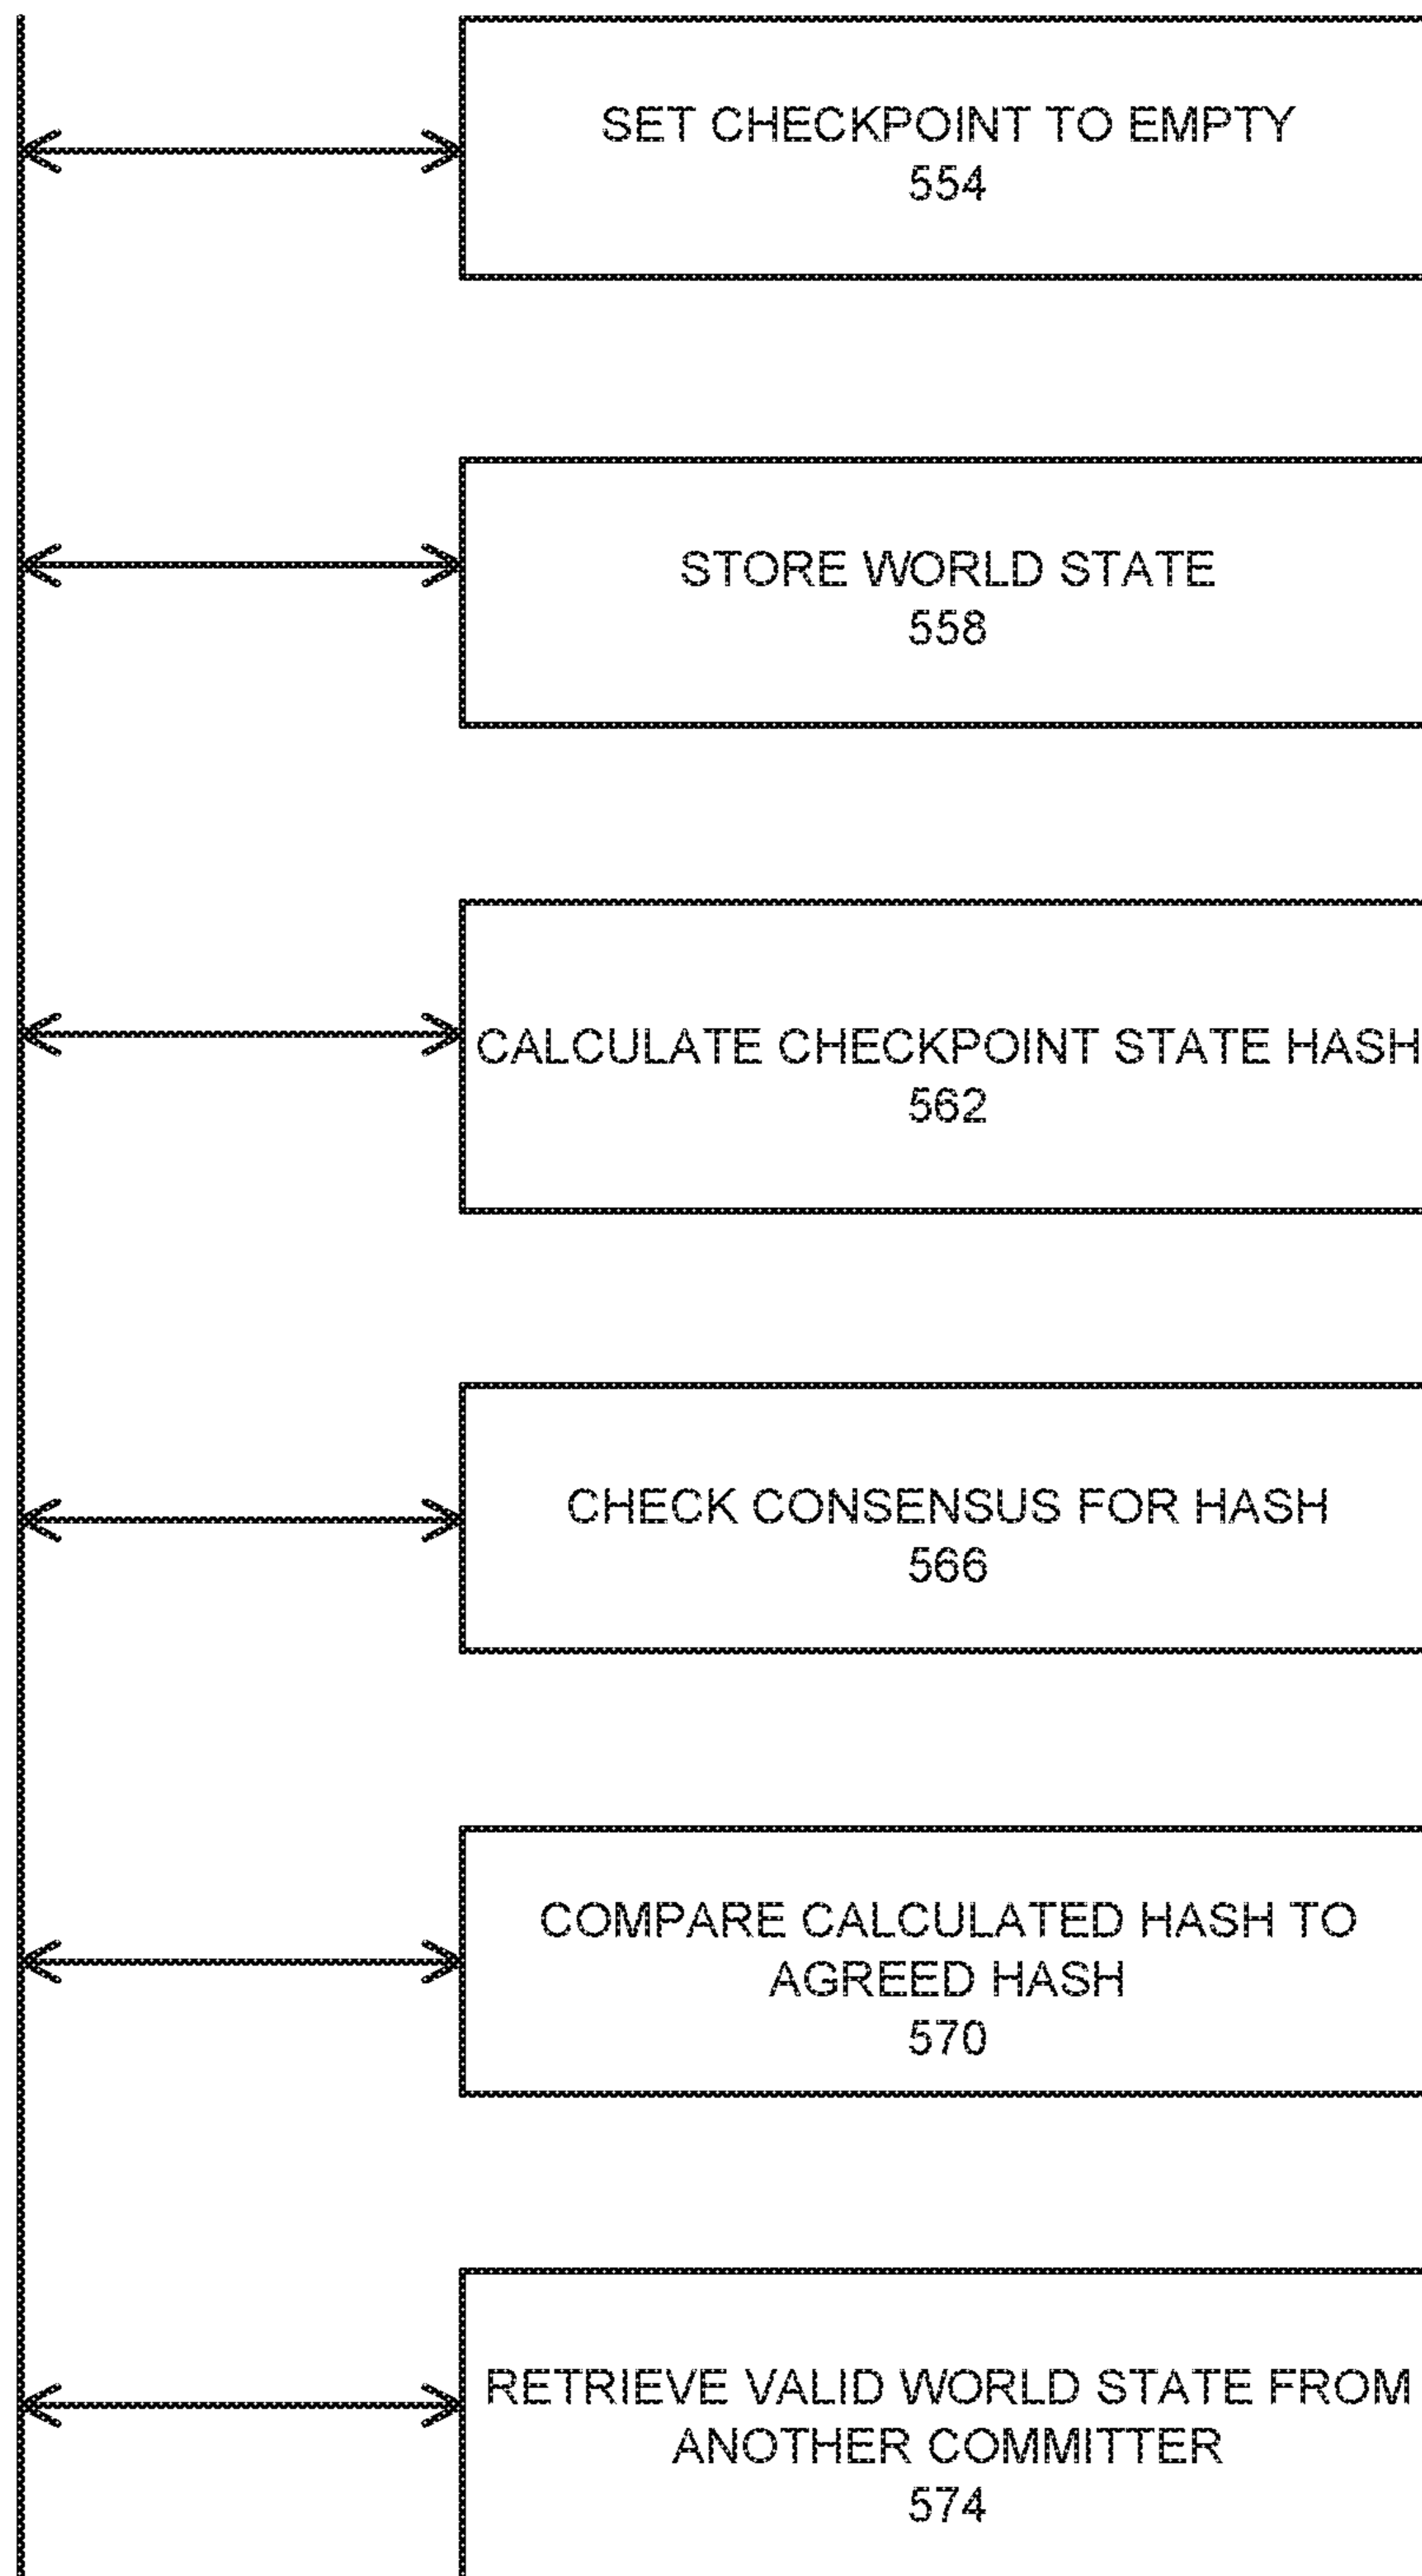 SET CHECKPOINT TO EMPTY
554
STORE WORLD STATE
558
CALCULATE CHECKPOINT STATE HASH
562
CHECK CONSENSUS FOR HASH
566
COMPARE CALCULATED HASH TO
AGREED HASH
570
RETRIEVE VALID WORLD STATE FROM
ANOTHER COMMITTER
574